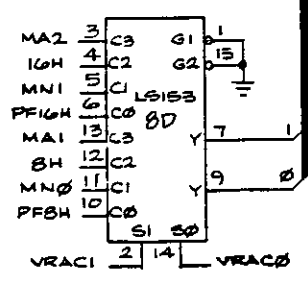 MA2 3 C3 G1 1
16H 4 C2 G2 15
MN1 5 C1 LS153
PF16H 6 C0 8D
MA1 13 C3 Y 7 1
8H 12 C2
MNØ 11 C1 Y 9 Ø
PF8H 10 CØ
S1 SØ
VRAC1 2 14 VRACØ